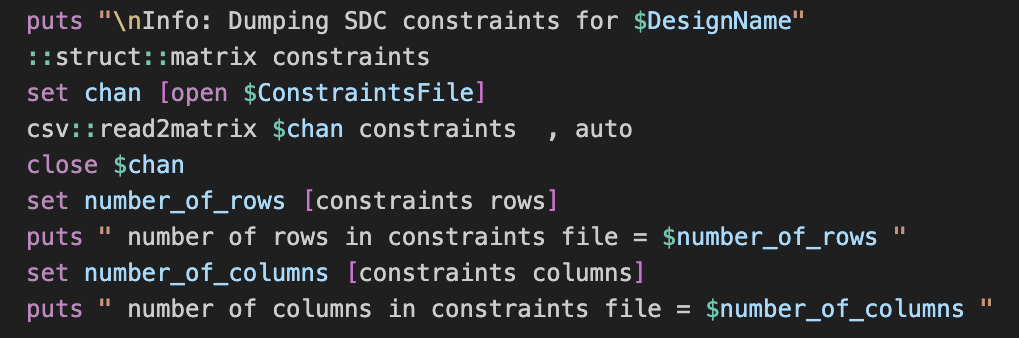 puts "\nInfo: Dumping SDC constraints for $DesignName"
::struct::matrix constraints
set chan [open $ConstraintsFile]
csv::read2matrix $chan constraints  , auto
close $chan
set number_of_rows [constraints rows]
puts " number of rows in constraints file = $number_of_rows "
set number_of_columns [constraints columns]
puts " number of columns in constraints file = $number_of_columns "